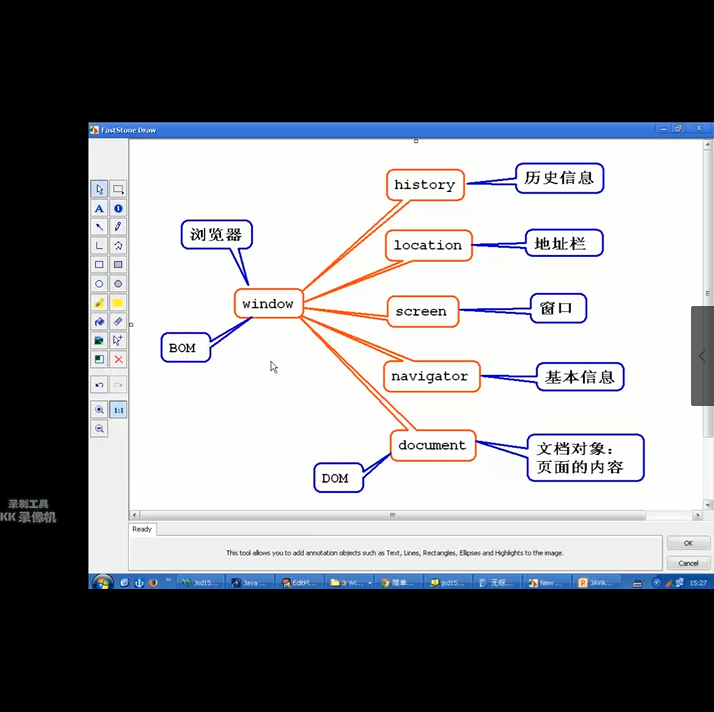 FastStone Draw
history
历史信息
浏览器
location
地址栏
window
screen
窗口
BOM
navigator
基本信息
document
文档对象：
页面的内容
DOM
A
1:1
录制工具
KK 录像机
Ready
This tool allows you to add annotation objects such as Text, Lines, Rectangles, Ellipses and Highlights to the image.
OK
Cancel
Jsd15...
Java ...
EditPl...
3 Wi...
简单...
jsd15...
无标...
New ...
JAVA...
15:27